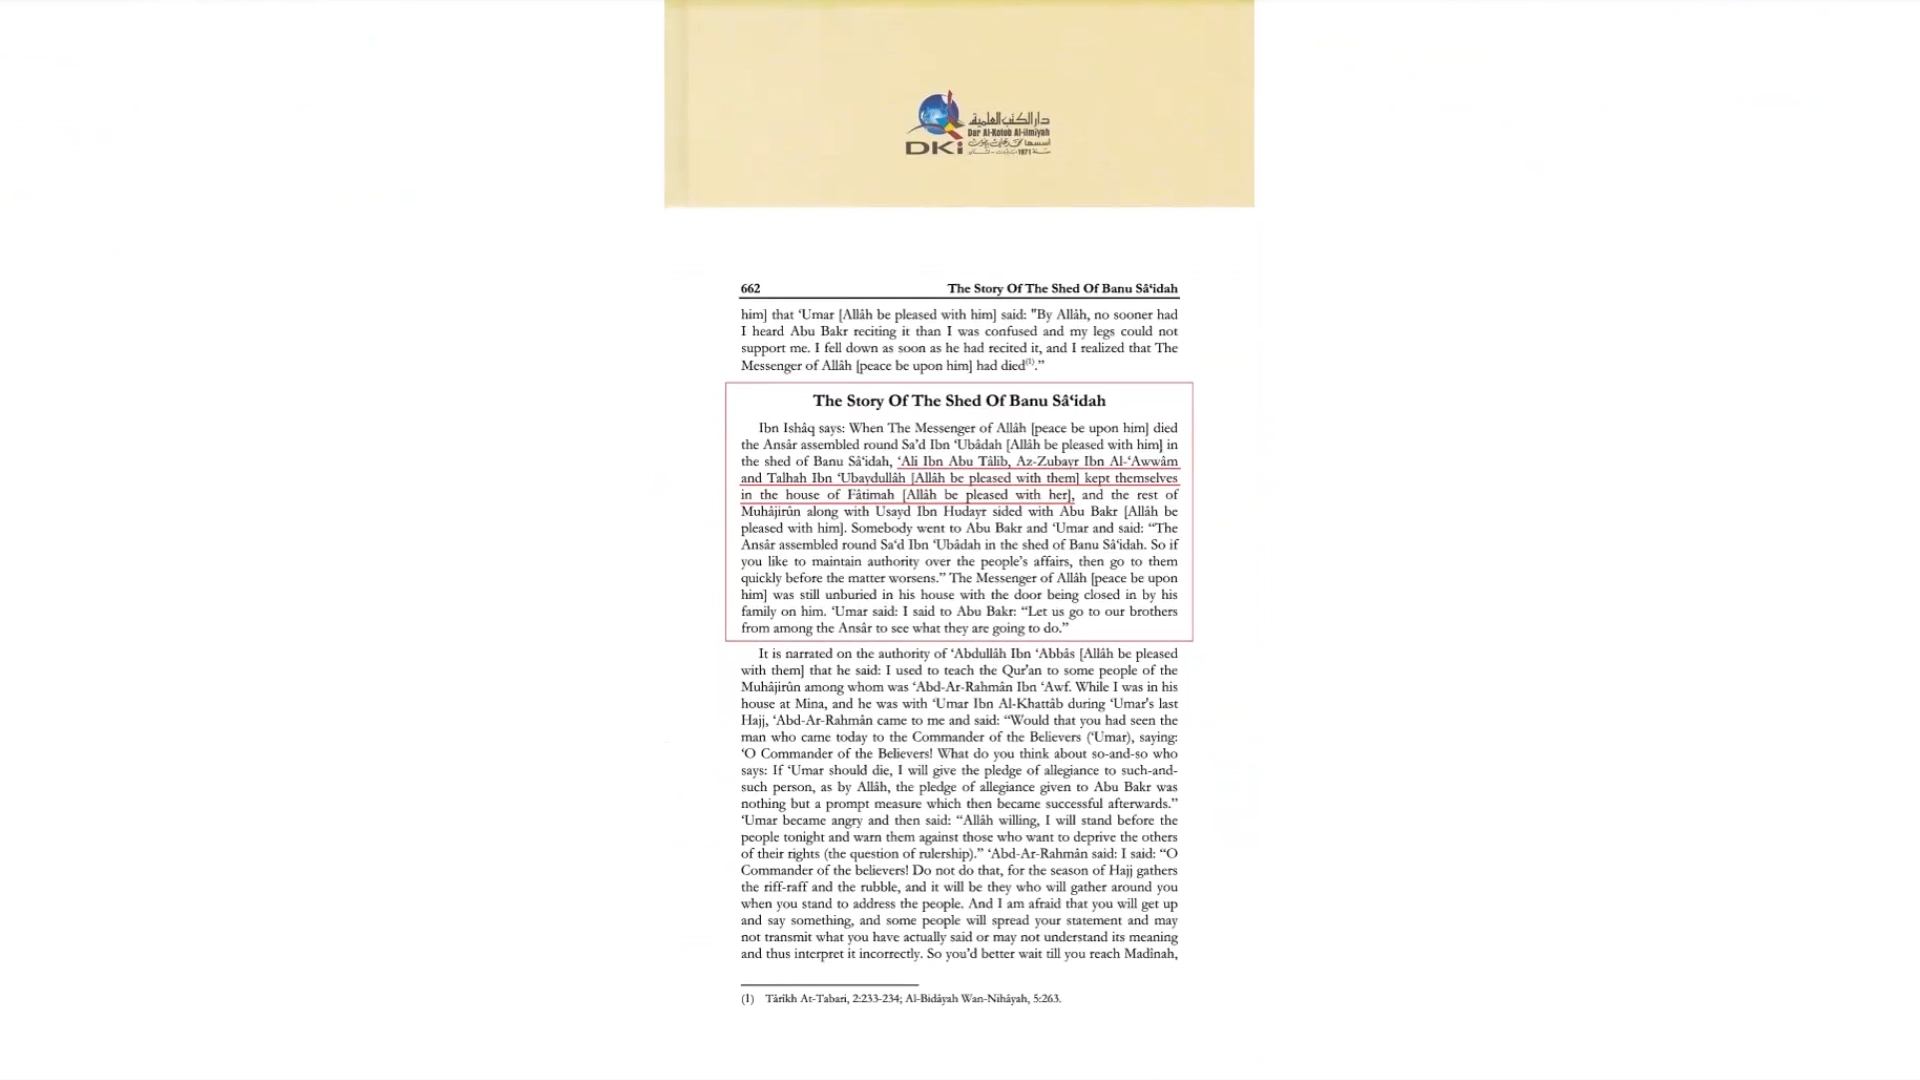 دار الكتب العلمية
Dar Al-Kotob Al-ilmiyah
DKi
1971
662
The Story Of The Shed Of Banu Sâ‘idah
him] that ‘Umar [Allâh be pleased with him] said: "By Allâh, no sooner had
I heard Abu Bakr reciting it than I was confused and my legs could not
support me. I fell down as soon as he had recited it, and I realized that The
Messenger of Allâh [peace be upon him] had died(1).”
The Story Of The Shed Of Banu Sâ‘idah
Ibn Ishâq says: When The Messenger of Allâh [peace be upon him] died
the Ansâr assembled round Sa’d Ibn ‘Ubâdah [Allâh be pleased with him] in
the shed of Banu Sâ‘idah, ‘Ali Ibn Abu Tâlib, Az-Zubayr Ibn Al-‘Awwâm
and Talhah Ibn ‘Ubaydullâh [Allâh be pleased with them] kept themselves
in the house of Fâtimah [Allâh be pleased with her], and the rest of
Muhâjirûn along with Usayd Ibn Hudayr sided with Abu Bakr [Allâh be
pleased with him]. Somebody went to Abu Bakr and ‘Umar and said: “The
Ansâr assembled round Sa‘d Ibn ‘Ubâdah in the shed of Banu Sâ‘idah. So if
you like to maintain authority over the people’s affairs, then go to them
quickly before the matter worsens.” The Messenger of Allâh [peace be upon
him] was still unburied in his house with the door being closed in by his
family on him. ‘Umar said: I said to Abu Bakr: “Let us go to our brothers
from among the Ansâr to see what they are going to do.”
It is narrated on the authority of ‘Abdullâh Ibn ‘Abbâs [Allâh be pleased
with them] that he said: I used to teach the Qur'an to some people of the
Muhâjirûn among whom was ‘Abd-Ar-Rahmân Ibn ‘Awf. While I was in his
house at Mina, and he was with ‘Umar Ibn Al-Khattâb during ‘Umar's last
Hajj, ‘Abd-Ar-Rahmân came to me and said: “Would that you had seen the
man who came today to the Commander of the Believers (‘Umar), saying:
‘O Commander of the Believers! What do you think about so-and-so who
says: If ‘Umar should die, I will give the pledge of allegiance to such-and-
such person, as by Allâh, the pledge of allegiance given to Abu Bakr was
nothing but a prompt measure which then became successful afterwards.”
‘Umar became angry and then said: “Allâh willing, I will stand before the
people tonight and warn them against those who want to deprive the others
of their rights (the question of rulership).” ‘Abd-Ar-Rahmân said: I said: “O
Commander of the believers! Do not do that, for the season of Hajj gathers
the riff-raff and the rubble, and it will be they who will gather around you
when you stand to address the people. And I am afraid that you will get up
and say something, and some people will spread your statement and may
not transmit what you have actually said or may not understand its meaning
and thus interpret it incorrectly. So you’d better wait till you reach Madînah,
(1) Târîkh At-Tabari, 2:233-234; Al-Bidâyah Wan-Nihâyah, 5:263.